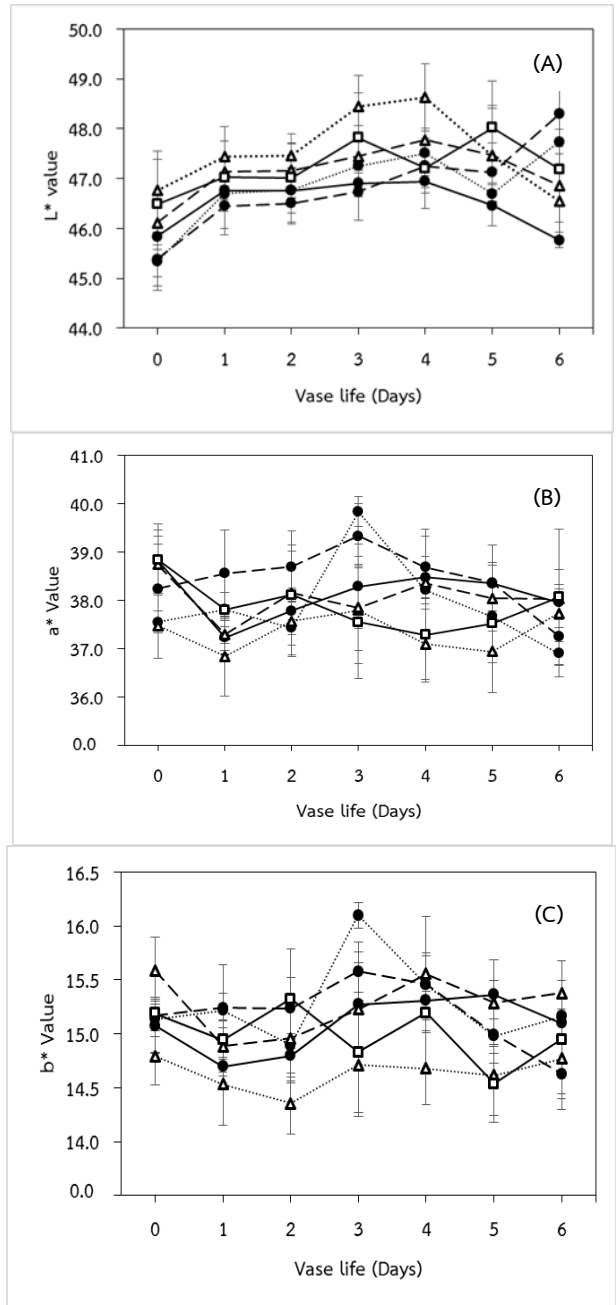 50.0
(A)
49.0
48.0
47.0
46.0
45.0
44.0
L* value
0 1 2 3 4 5 6
Vase life (Days)
41.0
(B)
40.0
39.0
38.0
37.0
36.0
0.0
a* Value
0 1 2 3 4 5 6
Vase life (Days)
16.5
(C)
16.0
15.5
15.0
14.5
14.0
0.0
b* Value
0 1 2 3 4 5 6
Vase life (Days)